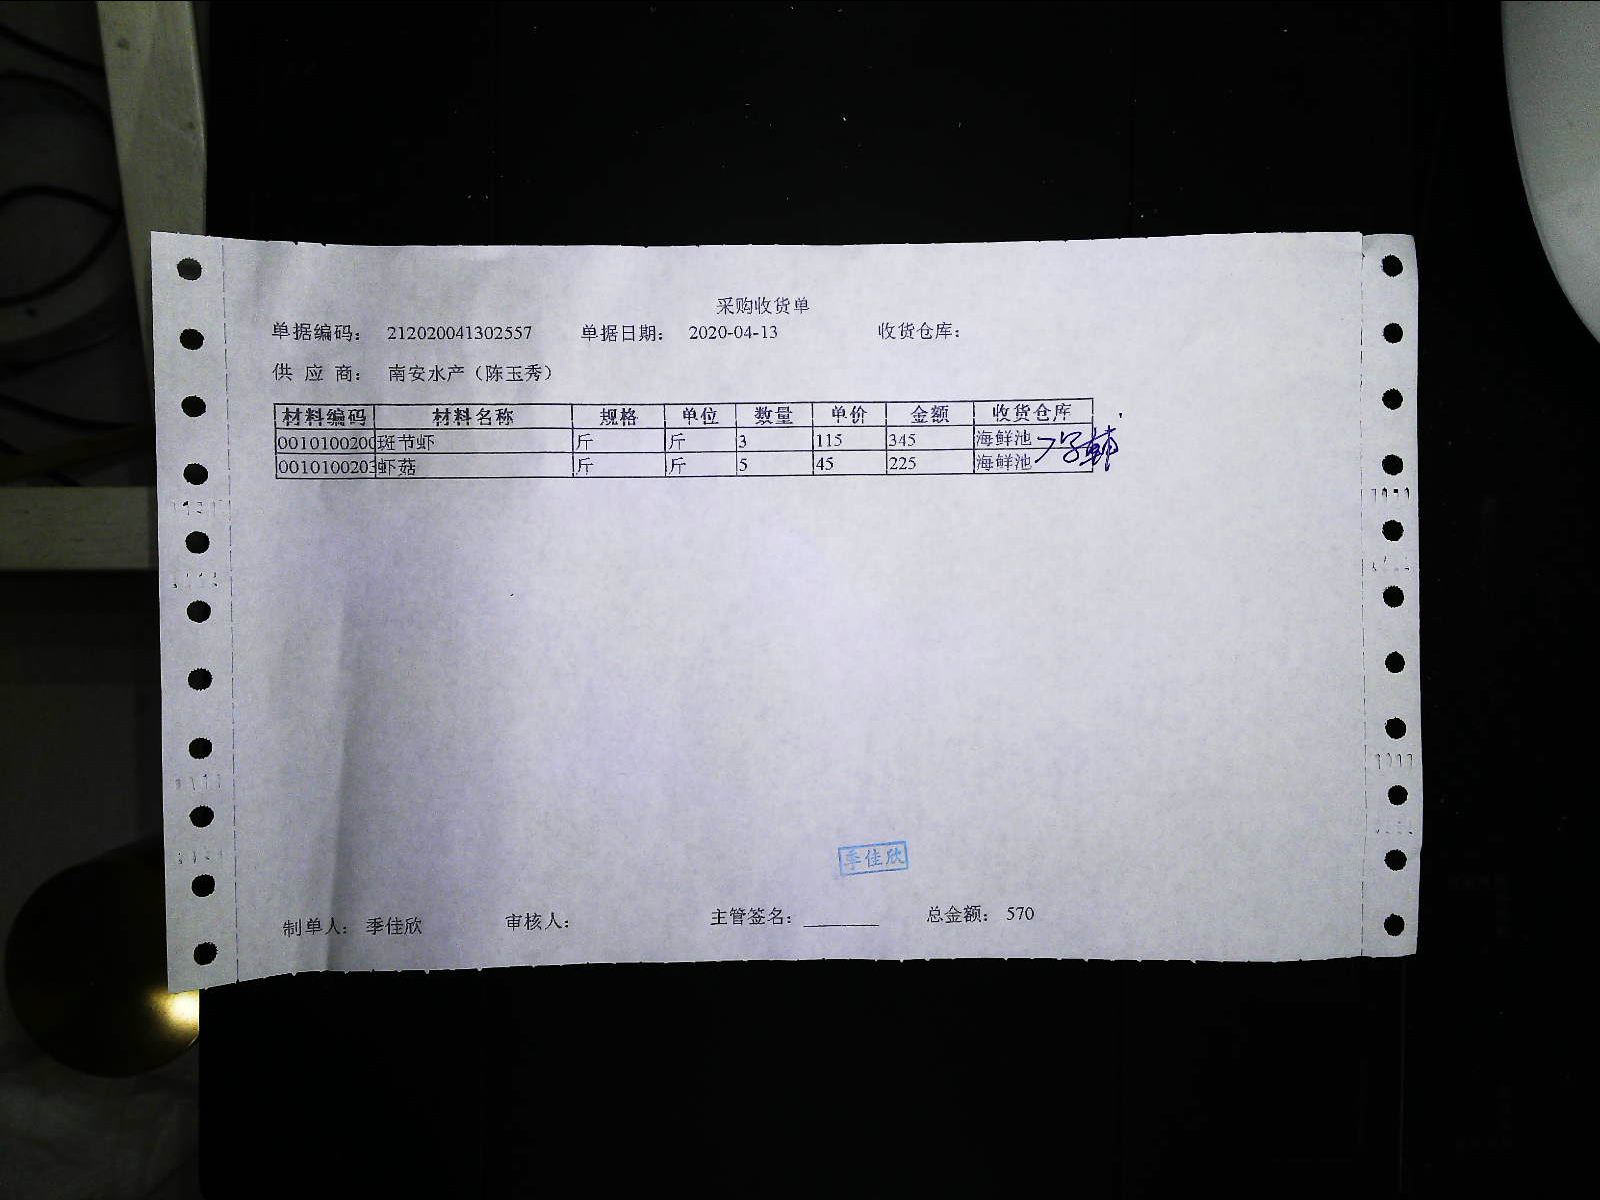 采购收货单
单据编码： 212020041302557 单据日期： 2020-04-13 收货仓库：
供 应 商： 南安水产（陈玉秀）
材料编码 材料名称 规格 单位 数量 单价 金额 收货仓库
0010100200 斑节虾 斤 斤 3 115 345 海鲜池
0010100203 虾菇 斤 斤 5 45 225 海鲜池
季佳欣
制单人： 季佳欣 审核人： 主管签名： 总金额： 570